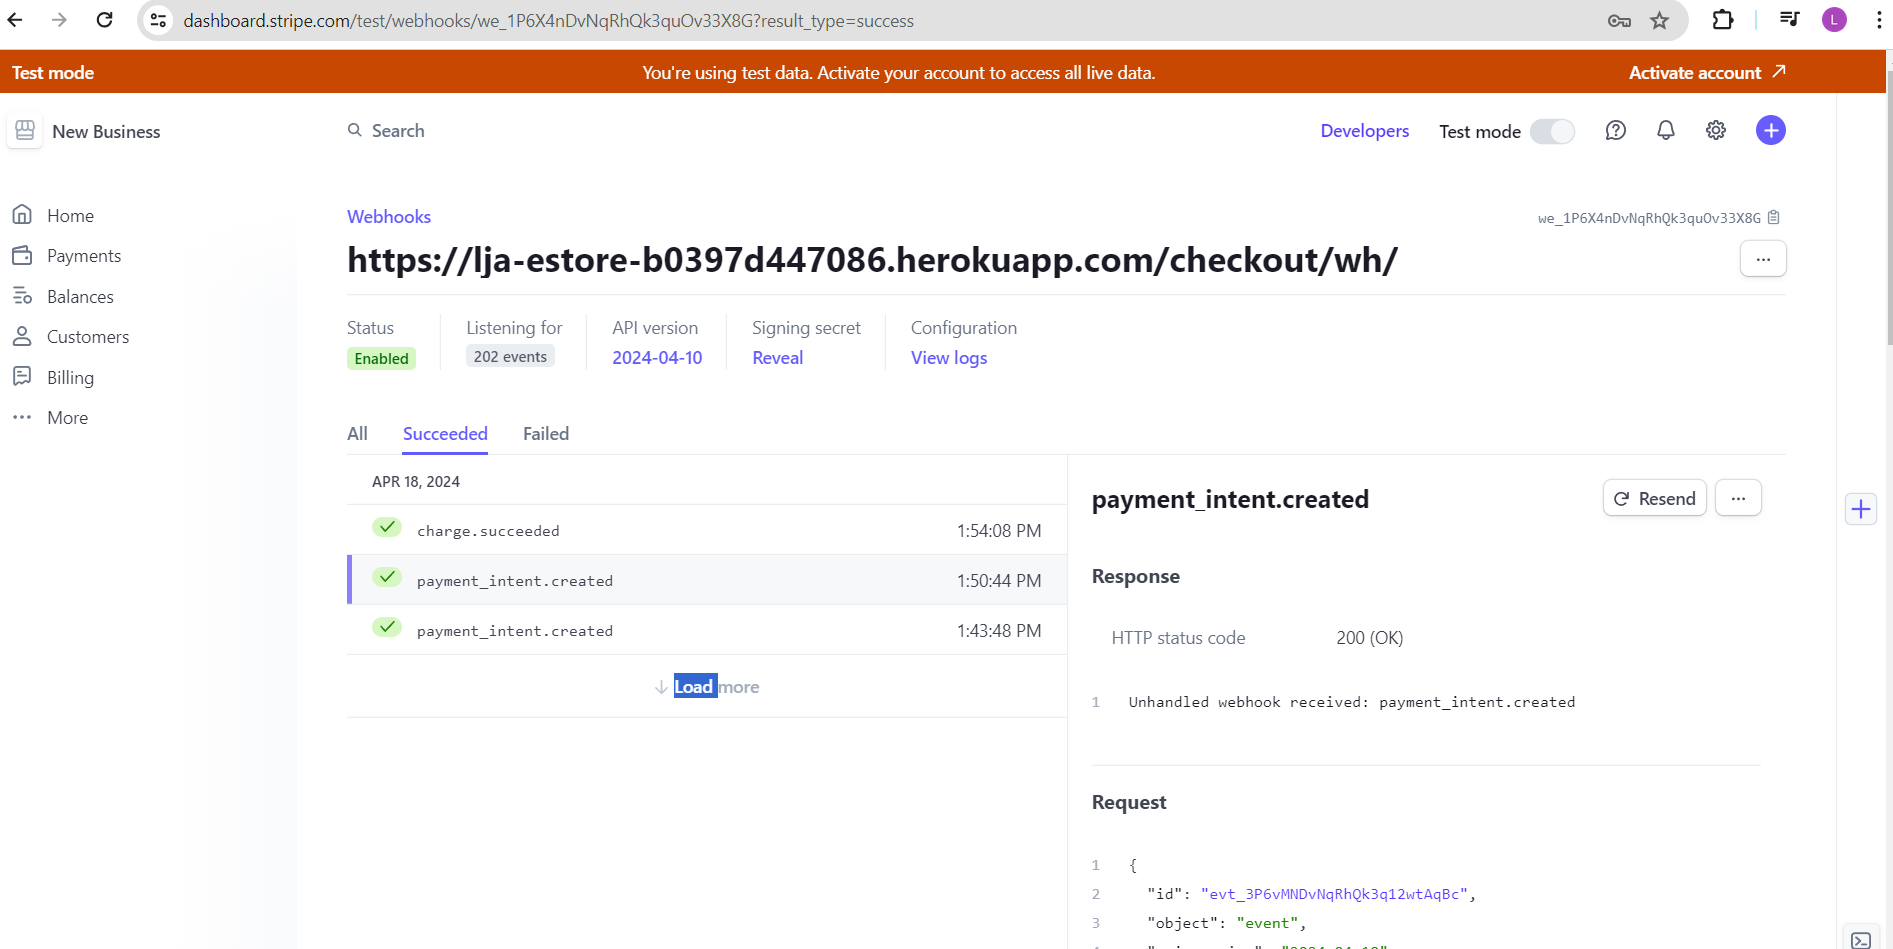 dashboard.stripe.com/test/webhooks/we_1P6X4nDvNqRhQk3quOv33X8G?result_type=success
L
Test mode
You're using test data. Activate your account to access all live data.
Activate account
New Business
Search
Developers
Test mode
Home
Payments
Balances
Customers
Billing
More
Webhooks
we_1P6X4nDvNqRhQk3quOv33X8G
https://lja-estore-b0397d447086.herokuapp.com/checkout/wh/
Status
Enabled
Listening for
202 events
API version
2024-04-10
Signing secret
Reveal
Configuration
View logs
All
Succeeded
Failed
APR 18, 2024
charge.succeeded 1:54:08 PM
payment_intent.created 1:50:44 PM
payment_intent.created 1:43:48 PM
Load more
payment_intent.created
Resend
Response
HTTP status code 200 (OK)
1 Unhandled webhook received: payment_intent.created
Request
1 {
2 "id": "evt_3P6vMNDvNqRhQk3q12wtAqBc",
3 "object": "event",